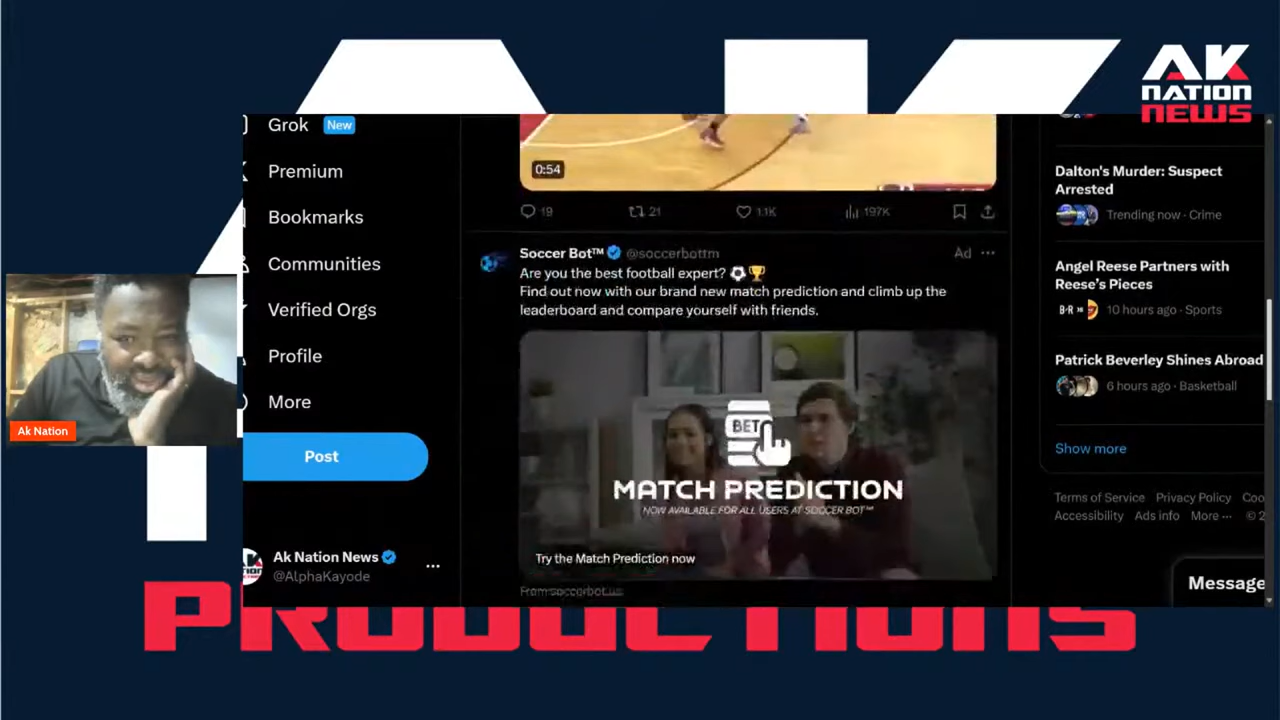 AK
NATION
NEWS
Grok New
Premium
Bookmarks
Communities
Verified Orgs
Profile
More
Post
Ak Nation News
@AlphaKayode
0:54
19 21 1.1K 197K
Soccer Bot™ @soccerbottm Ad
Are you the best football expert? ⚽🏆
Find out now with our brand new match prediction and climb up the
leaderboard and compare yourself with friends.
BET
MATCH PREDICTION
NOW AVAILABLE FOR ALL USERS AT SOCCER BOT™
Try the Match Prediction now
From soccerbot.us
Dalton's Murder: Suspect
Arrested
Trending now · Crime
Angel Reese Partners with
Reese's Pieces
B·R
10 hours ago · Sports
Patrick Beverley Shines Abroad
6 hours ago · Basketball
Show more
Terms of Service Privacy Policy Coo
Accessibility Ads info More ··· © 2
Message
Ak Nation
AK
PRODUCTIONS